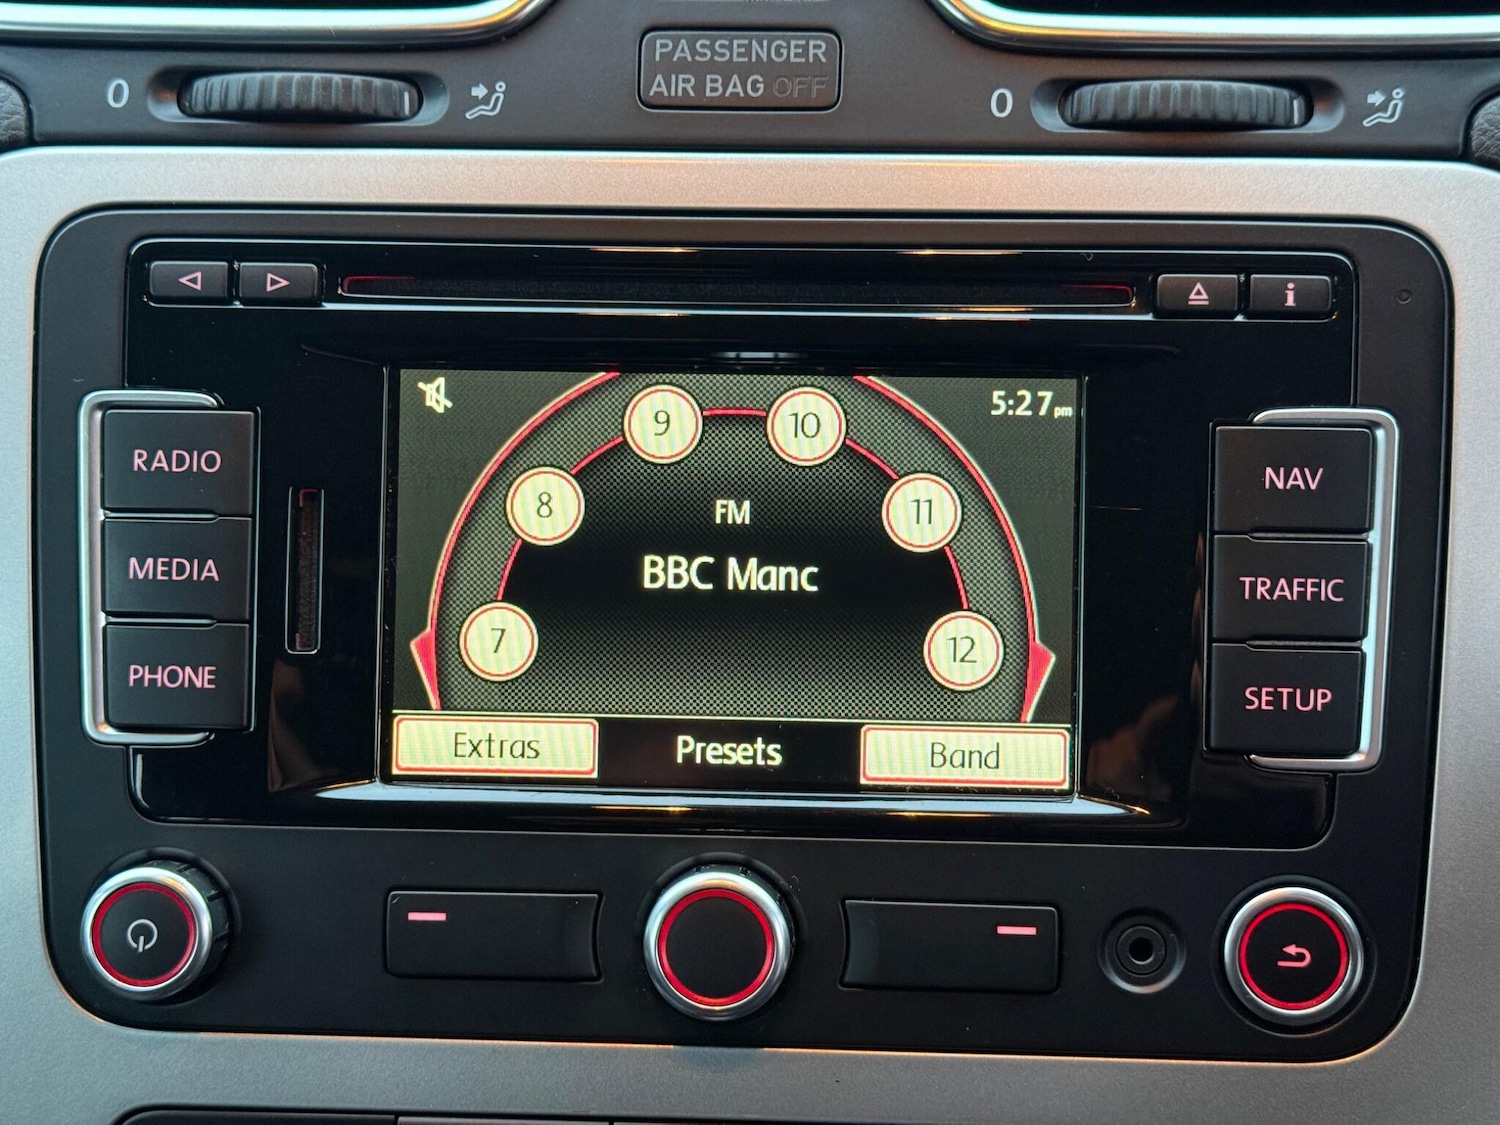 PASSENGER
AIR BAG OFF
0
0
i
RADIO
MEDIA
PHONE
5:27pm
9
10
8
11
FM
BBC Manc
7
12
Extras
Presets
Band
NAV
TRAFFIC
SETUP